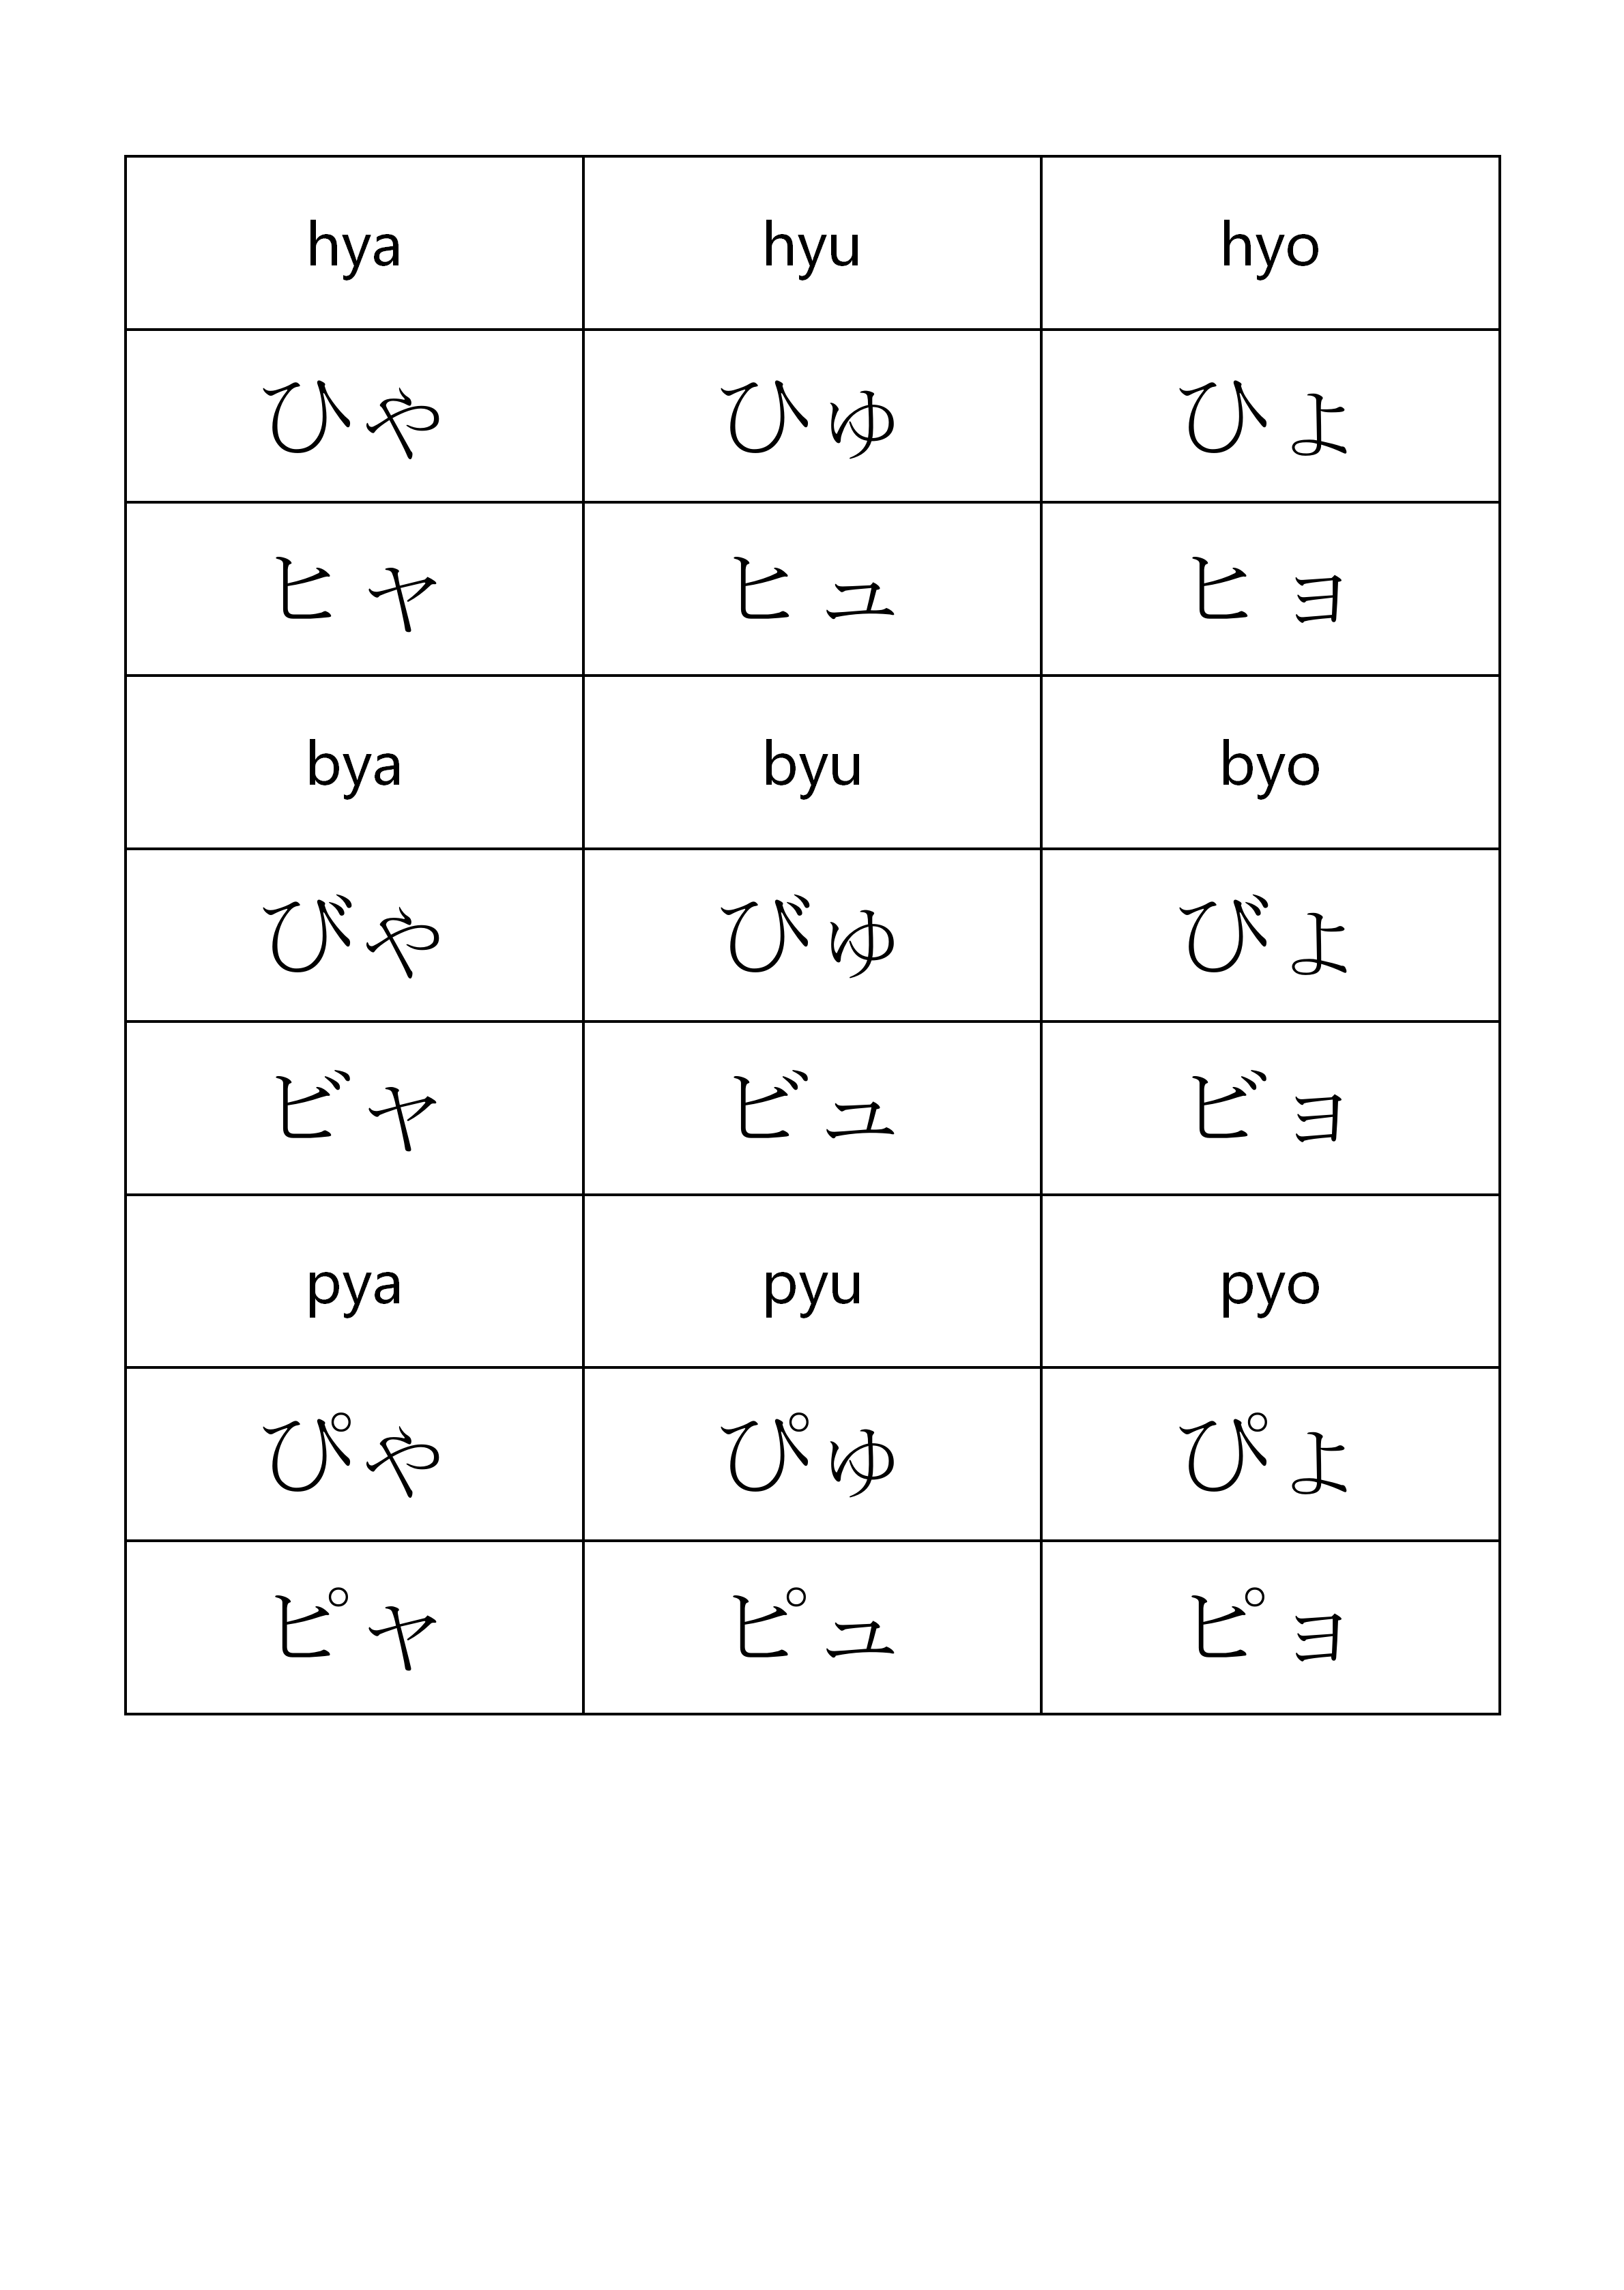 hya hyu hyo
ひゃ ひゅ ひょ
ヒャ ヒュ ヒョ
bya byu byo
びゃ びゅ びょ
ビャ ビュ ビョ
pya pyu pyo
ぴゃ ぴゅ ぴょ
ピャ ピュ ピョ